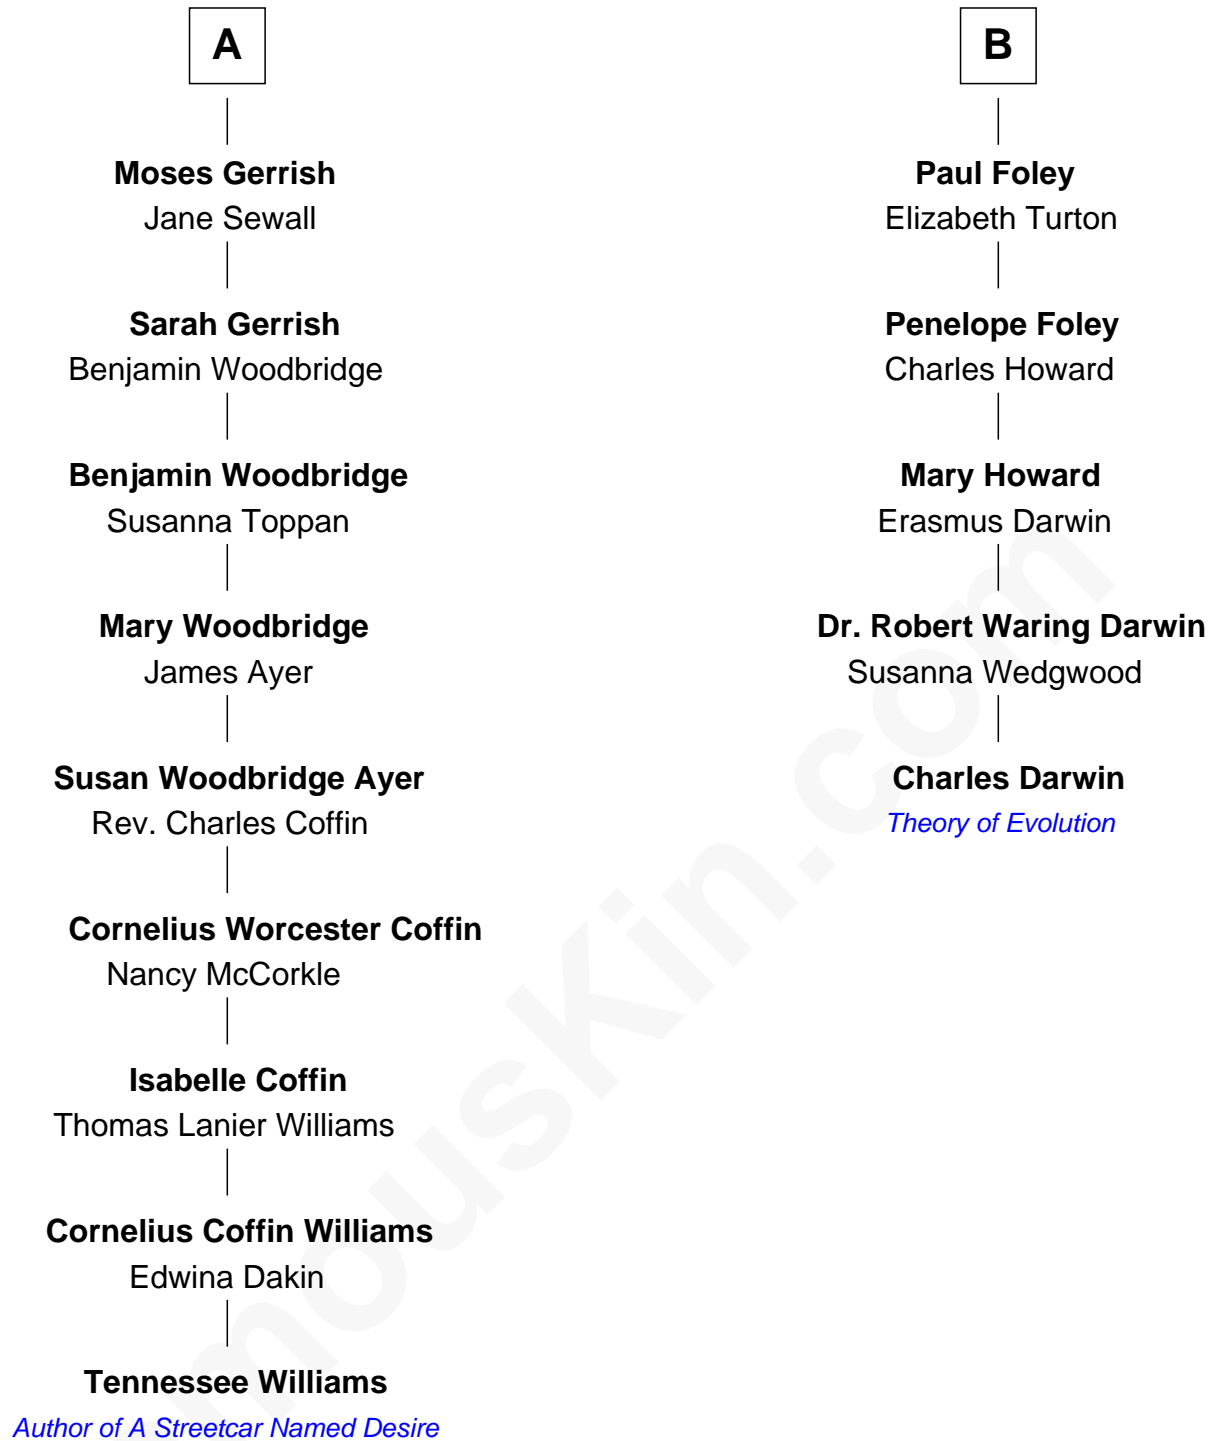 A
Moses Gerrish
Jane Sewall
Sarah Gerrish
Benjamin Woodbridge
Benjamin Woodbridge
Susanna Toppan
Mary Woodbridge
James Ayer
Susan Woodbridge Ayer
Rev. Charles Coffin
Cornelius Worcester Coffin
Nancy McCorkle
Isabelle Coffin
Thomas Lanier Williams
Cornelius Coffin Williams
Edwina Dakin
Tennessee Williams
Author of A Streetcar Named Desire
B
Paul Foley
Elizabeth Turton
Penelope Foley
Charles Howard
Mary Howard
Erasmus Darwin
Dr. Robert Waring Darwin
Susanna Wedgwood
Charles Darwin
Theory of Evolution
mousKin.com